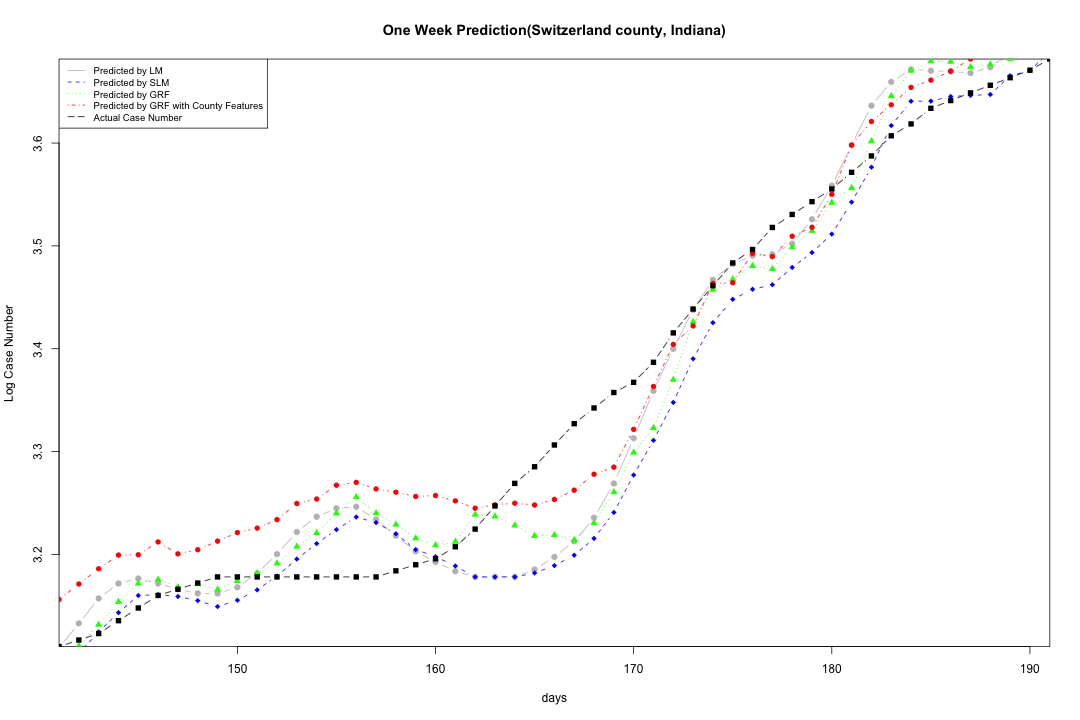 One Week Prediction(Switzerland county, Indiana)
Predicted by LM
Predicted by SLM
Predicted by GRF
Predicted by GRF with County Features
Actual Case Number
Log Case Number
3.6
3.5
3.4
3.3
3.2
150 160 170 180 190
days